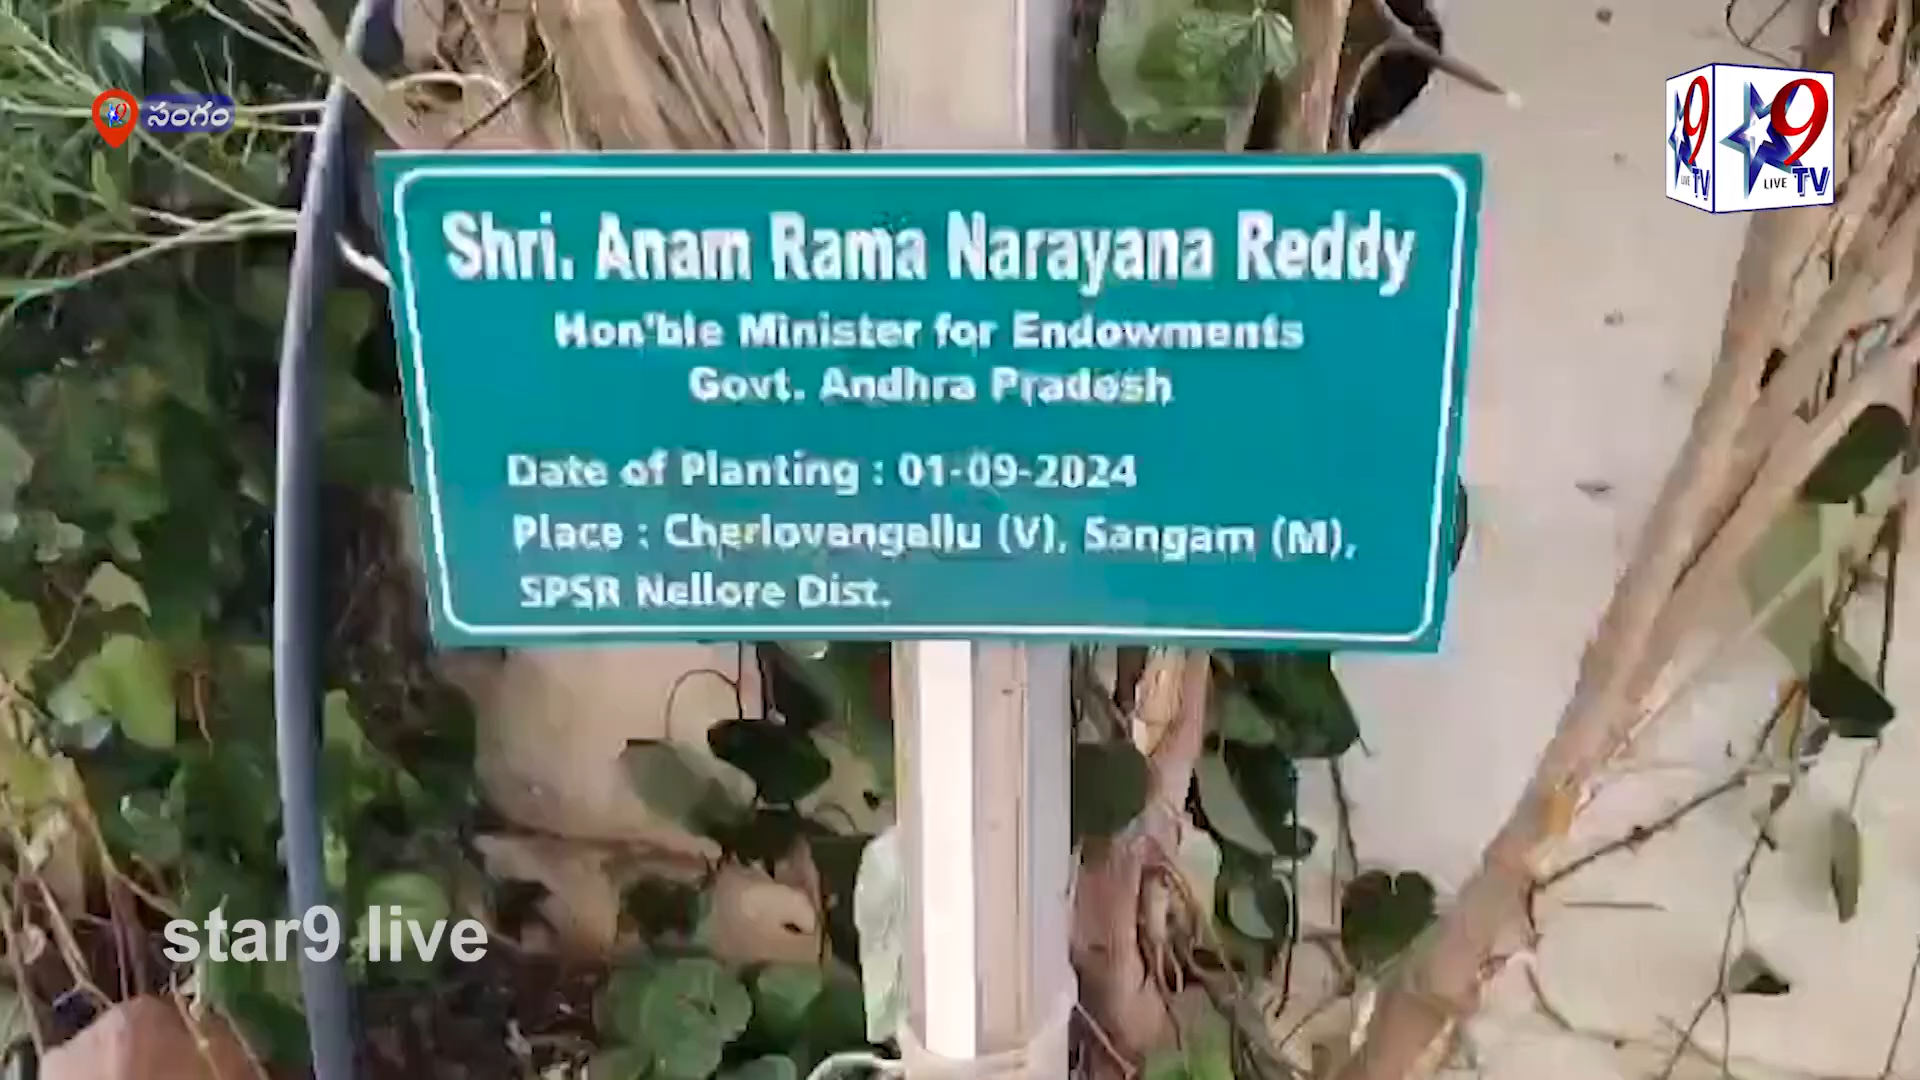 సంగం
9
LIVE TV
9
LIVE TV
Shri. Anam Rama Narayana Reddy
Hon'ble Minister for Endowments
Govt. Andhra Pradesh
Date of Planting : 01-09-2024
Place : Cherlovangallu (V), Sangam (M),
SPSR Nellore Dist.
star9 live